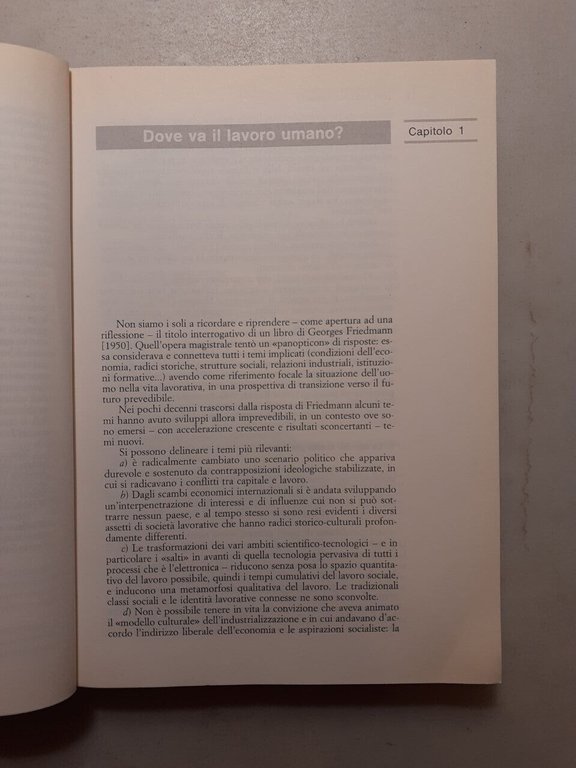 Dove va il lavoro umano?
Capitolo 1
Non siamo i soli a ricordare e riprendere – come apertura ad una
riflessione – il titolo interrogativo di un libro di Georges Friedmann
[1950]. Quell'opera magistrale tentò un «panopticon» di risposte: es-
sa considerava e connetteva tutti i temi implicati (condizioni dell'eco-
nomia, radici storiche, strutture sociali, relazioni industriali, istituzio-
ni formative...) avendo come riferimento focale la situazione dell'uo-
mo nella vita lavorativa, in una prospettiva di transizione verso il fu-
turo prevedibile.
Nei pochi decenni trascorsi dalla risposta di Friedmann alcuni te-
mi hanno avuto sviluppi allora imprevedibili, in un contesto ove so-
no emersi – con accelerazione crescente e risultati sconcertanti – te-
mi nuovi.
Si possono delineare i temi più rilevanti:
a) è radicalmente cambiato uno scenario politico che appariva
durevole e sostenuto da contrapposizioni ideologiche stabilizzate, in
cui si radicavano i conflitti tra capitale e lavoro.
b) Dagli scambi economici internazionali si è andata sviluppando
un'interpenetrazione di interessi e di influenze cui non si può sot-
trarre nessun paese, e al tempo stesso si sono resi evidenti i diversi
assetti di società lavorative che hanno radici storico-culturali profon-
damente differenti.
c) Le trasformazioni dei vari ambiti scientifico-tecnologici – e in
particolare i «salti» in avanti di quella tecnologia pervasiva di tutti i
processi che è l'elettronica – riducono senza posa lo spazio quantita-
tivo del lavoro possibile, quindi i tempi cumulativi del lavoro sociale,
e inducono una metamorfosi qualitativa del lavoro. Le tradizionali
classi sociali e le identità lavorative connesse ne sono sconvolte.
d) Non è possibile tenere in vita la convizione che aveva animato
il «modello culturale» dell'industrializzazione e in cui andavano d'ac-
cordo l'indirizzo liberale dell'economia e le aspirazioni socialiste: la